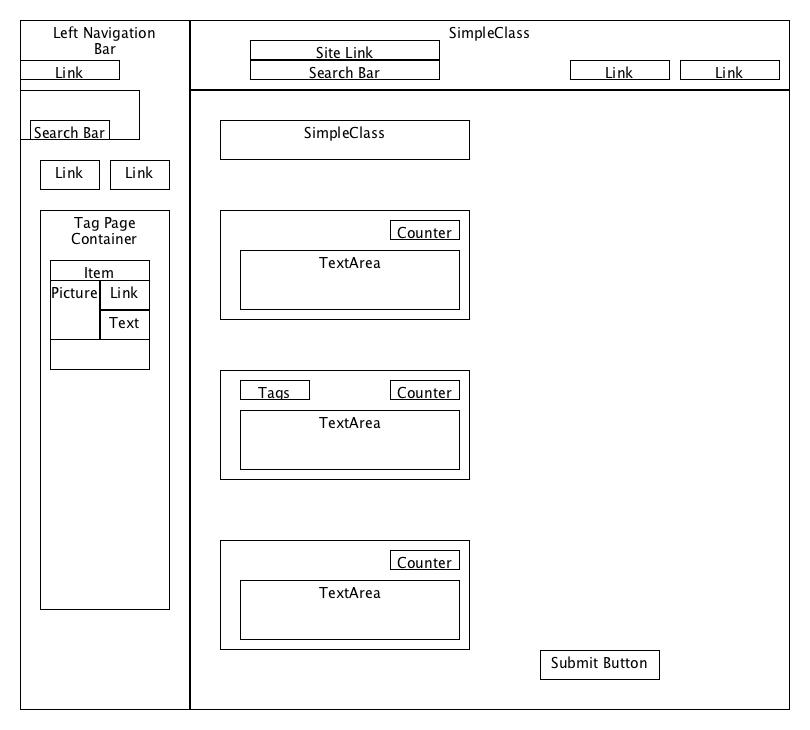 Left Navigation
Bar
Link
Search Bar
Link
Link
Tag Page
Container
Item
Picture
Link
Text
SimpleClass
Site Link
Search Bar
Link
Link
SimpleClass
Counter
TextArea
Tags
Counter
TextArea
Counter
TextArea
Submit Button